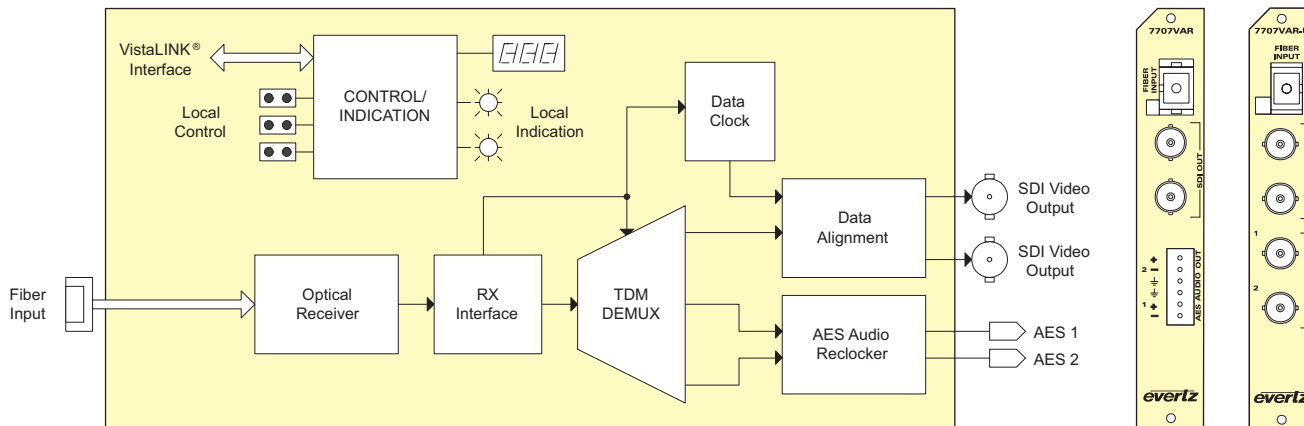 VistaLINK ®
Interface
Local
Control
CONTROL/
INDICATION
Local
Indication
Data
Clock
Data
Alignment
SDI Video
Output
SDI Video
Output
Fiber
Input
Optical
Receiver
RX
Interface
TDM
DEMUX
AES Audio
Reclocker
AES 1
AES 2
7707VAR
FIBER
INPUT
SDI OUT
+
2 –
1 +
–
AES AUDIO OUT
evertz
FIBER
INPUT
1
2